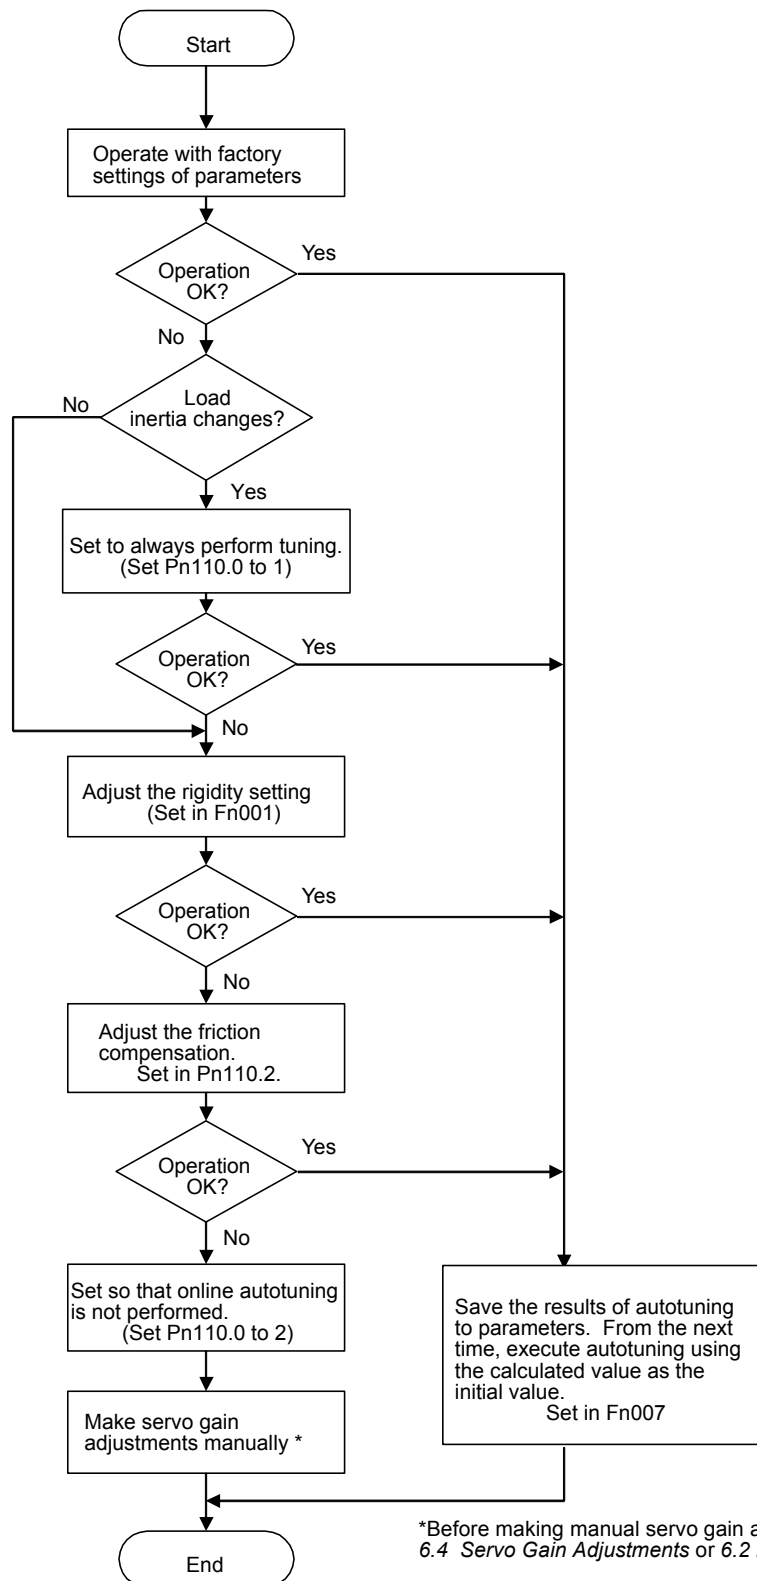 Start
Operate with factory
settings of parameters
Operation
OK?
Yes
No
Load
inertia changes?
No
Yes
Set to always perform tuning.
(Set Pn110.0 to 1)
Operation
OK?
Yes
No
Adjust the rigidity setting
(Set in Fn001)
Operation
OK?
Yes
No
Adjust the friction
compensation.
Set in Pn110.2.
Operation
OK?
Yes
No
Set so that online autotuning
is not performed.
(Set Pn110.0 to 2)
Save the results of autotuning
to parameters. From the next
time, execute autotuning using
the calculated value as the
initial value.
Set in Fn007
Make servo gain
adjustments manually *
End
*Before making manual servo gain
6.4 Servo Gain Adjustments or 6.2